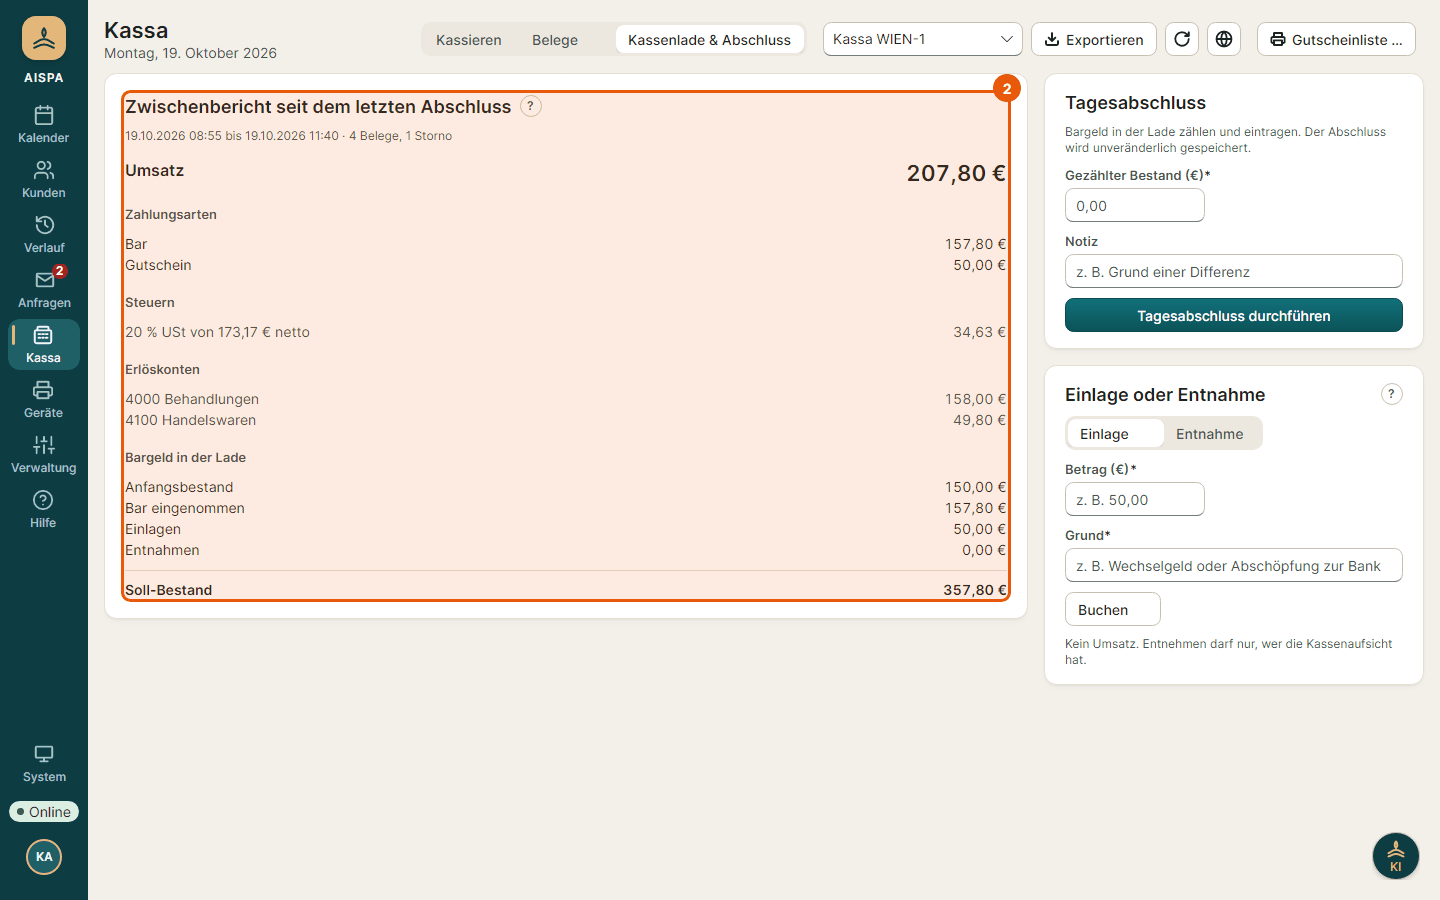 AISPA
Kalender
Kunden
Verlauf
2
Anfragen
Kassa
Geräte
Verwaltung
Hilfe
System
Online
KA
Kassa
Montag, 19. Oktober 2026
Kassieren
Belege
Kassenlade & Abschluss
Kassa WIEN-1
Exportieren
Gutscheinliste ...
2
Zwischenbericht seit dem letzten Abschluss ?
19.10.2026 08:55 bis 19.10.2026 11:40 · 4 Belege, 1 Storno
Umsatz 207,80 €
Zahlungsarten
Bar 157,80 €
Gutschein 50,00 €
Steuern
20 % USt von 173,17 € netto 34,63 €
Erlöskonten
4000 Behandlungen 158,00 €
4100 Handelswaren 49,80 €
Bargeld in der Lade
Anfangsbestand 150,00 €
Bar eingenommen 157,80 €
Einlagen 50,00 €
Entnahmen 0,00 €
Soll-Bestand 357,80 €
Tagesabschluss
Bargeld in der Lade zählen und eintragen. Der Abschluss
wird unveränderlich gespeichert.
Gezählter Bestand (€)*
0,00
Notiz
z. B. Grund einer Differenz
Tagesabschluss durchführen
Einlage oder Entnahme ?
Einlage Entnahme
Betrag (€)*
z. B. 50,00
Grund*
z. B. Wechselgeld oder Abschöpfung zur Bank
Buchen
Kein Umsatz. Entnehmen darf nur, wer die Kassenaufsicht
hat.
KI